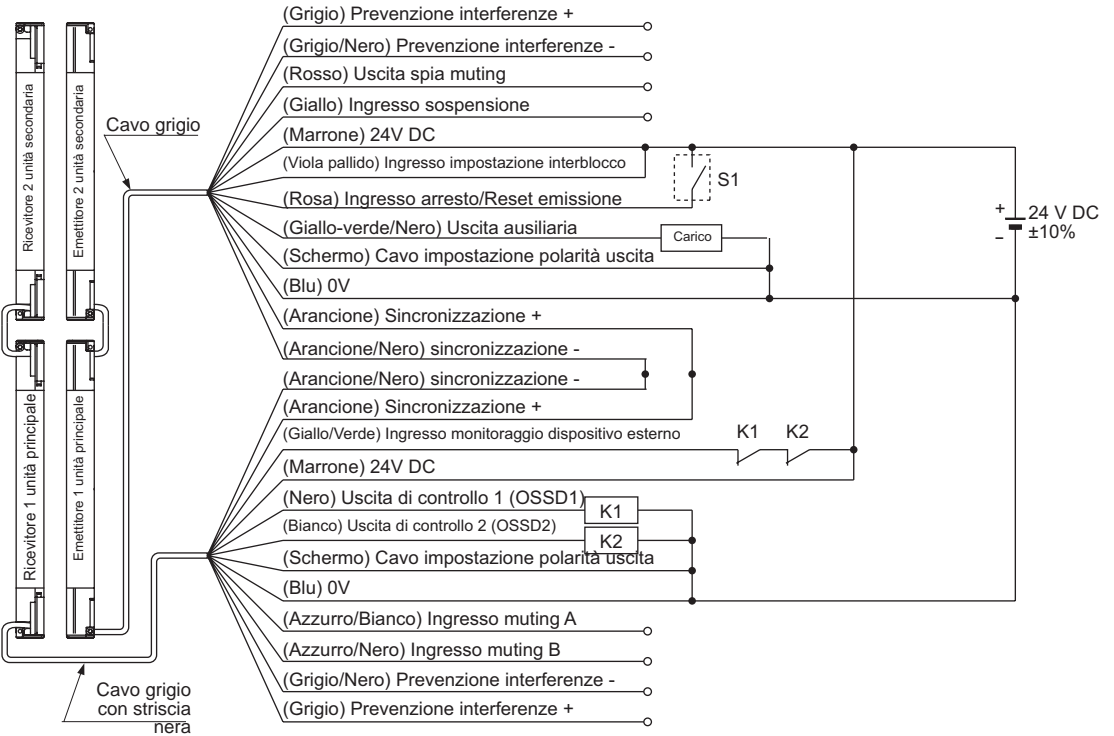 (Grigio) Prevenzione interferenze +
(Grigio/Nero) Prevenzione interferenze -
(Rosso) Uscita spia muting
(Giallo) Ingresso sospensione
(Marrone) 24V DC
(Viola pallido) Ingresso impostazione interblocco
(Rosa) Ingresso arresto/Reset emissione
(Giallo-verde/Nero) Uscita ausiliaria
(Schermo) Cavo impostazione polarità uscita
(Blu) 0V
(Arancione) Sincronizzazione +
(Arancione/Nero) sincronizzazione -
(Arancione/Nero) sincronizzazione -
(Arancione) Sincronizzazione +
(Giallo/Verde) Ingresso monitoraggio dispositivo esterno
(Marrone) 24V DC
(Nero) Uscita di controllo 1 (OSSD1)
(Bianco) Uscita di controllo 2 (OSSD2)
(Schermo) Cavo impostazione polarità uscita
(Blu) 0V
(Azzurro/Bianco) Ingresso muting A
(Azzurro/Nero) Ingresso muting B
(Grigio/Nero) Prevenzione interferenze -
(Grigio) Prevenzione interferenze +
Ricevitore 2 unità secondaria
Emettitore 2 unità secondaria
Ricevitore 1 unità principale
Emettitore 1 unità principale
Cavo grigio
Cavo grigio
con striscia
nera
S1
Carico
K1
K2
K1
K2
+
24 V DC
±10%
–